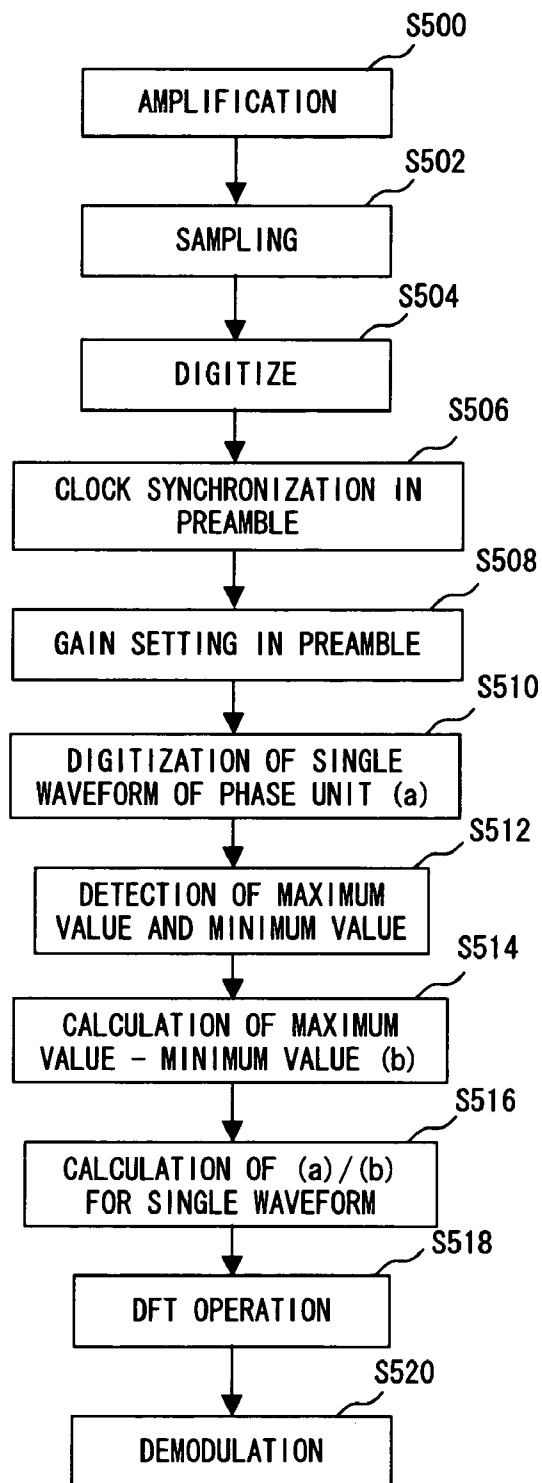 S500
AMPLIFICATION
S502
SAMPLING
S504
DIGITIZE
S506
CLOCK SYNCHRONIZATION IN
PREAMBLE
S508
GAIN SETTING IN PREAMBLE
S510
DIGITIZATION OF SINGLE
WAVEFORM OF PHASE UNIT (a)
S512
DETECTION OF MAXIMUM
VALUE AND MINIMUM VALUE
S514
CALCULATION OF MAXIMUM
VALUE - MINIMUM VALUE (b)
S516
CALCULATION OF (a)/(b)
FOR SINGLE WAVEFORM
S518
DFT OPERATION
S520
DEMODULATION